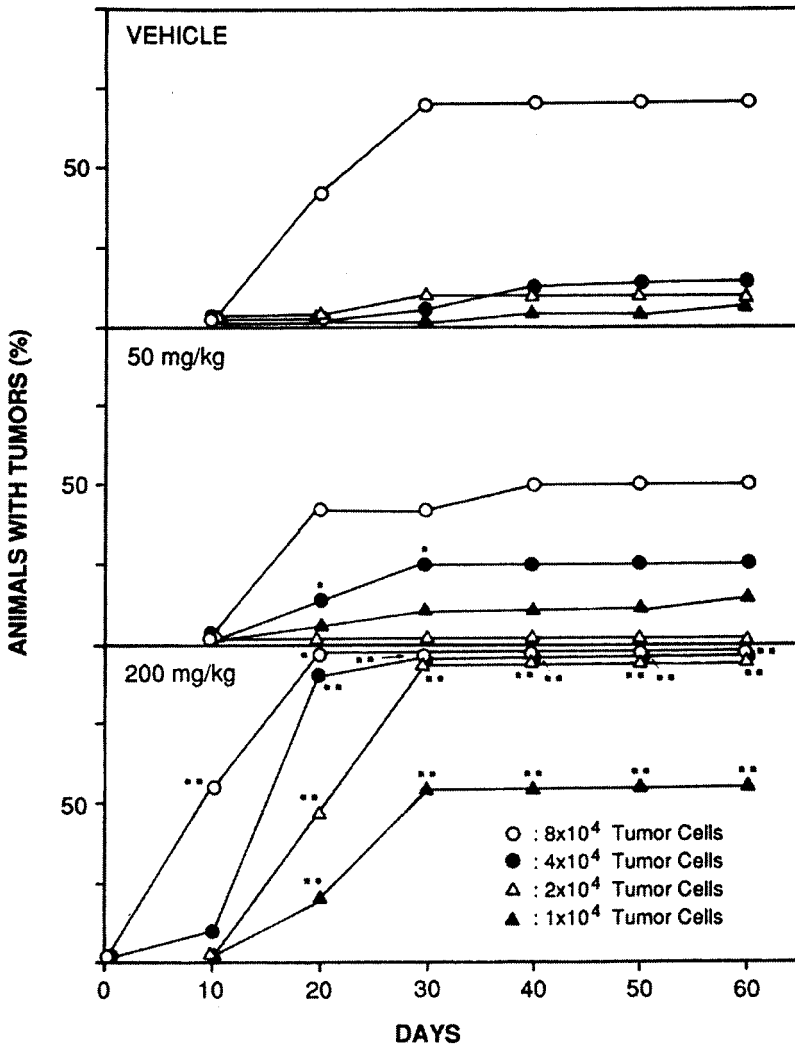 VEHICLE
50
50 mg/kg
50
200 mg/kg
50
ANIMALS WITH TUMORS (%)
* *
* *
* *
* *
* * * * * * * * * * * *
* * * * * * * *
* *
* *
○ : 8x10⁴ Tumor Cells
● : 4x10⁴ Tumor Cells
△ : 2x10⁴ Tumor Cells
▲ : 1x10⁴ Tumor Cells
0 10 20 30 40 50 60
DAYS